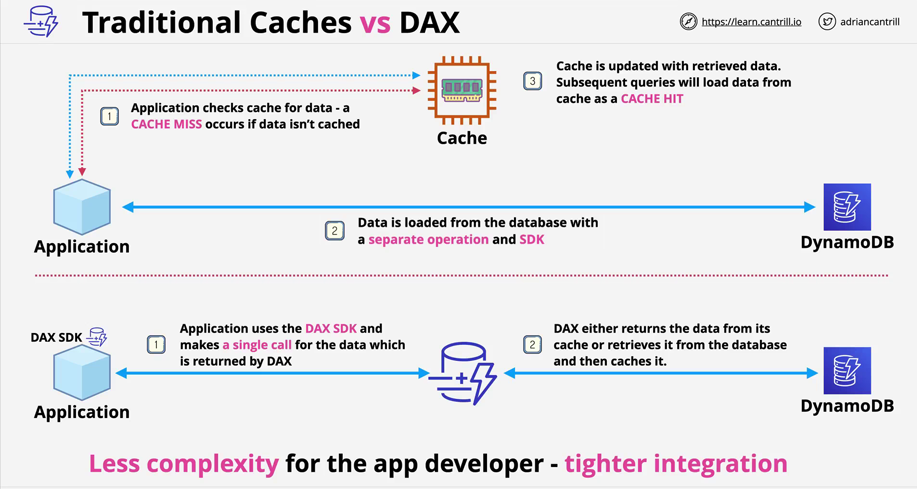 Traditional Caches vs DAX
https://learn.cantrill.io
adriancantrill
1
Application checks cache for data - a
CACHE MISS occurs if data isn't cached
Cache
3
Cache is updated with retrieved data.
Subsequent queries will load data from
cache as a CACHE HIT
Application
2
Data is loaded from the database with
a separate operation and SDK
DynamoDB
DAX SDK
Application
1
Application uses the DAX SDK and
makes a single call for the data which
is returned by DAX
2
DAX either returns the data from its
cache or retrieves it from the database
and then caches it.
DynamoDB
Less complexity for the app developer - tighter integration